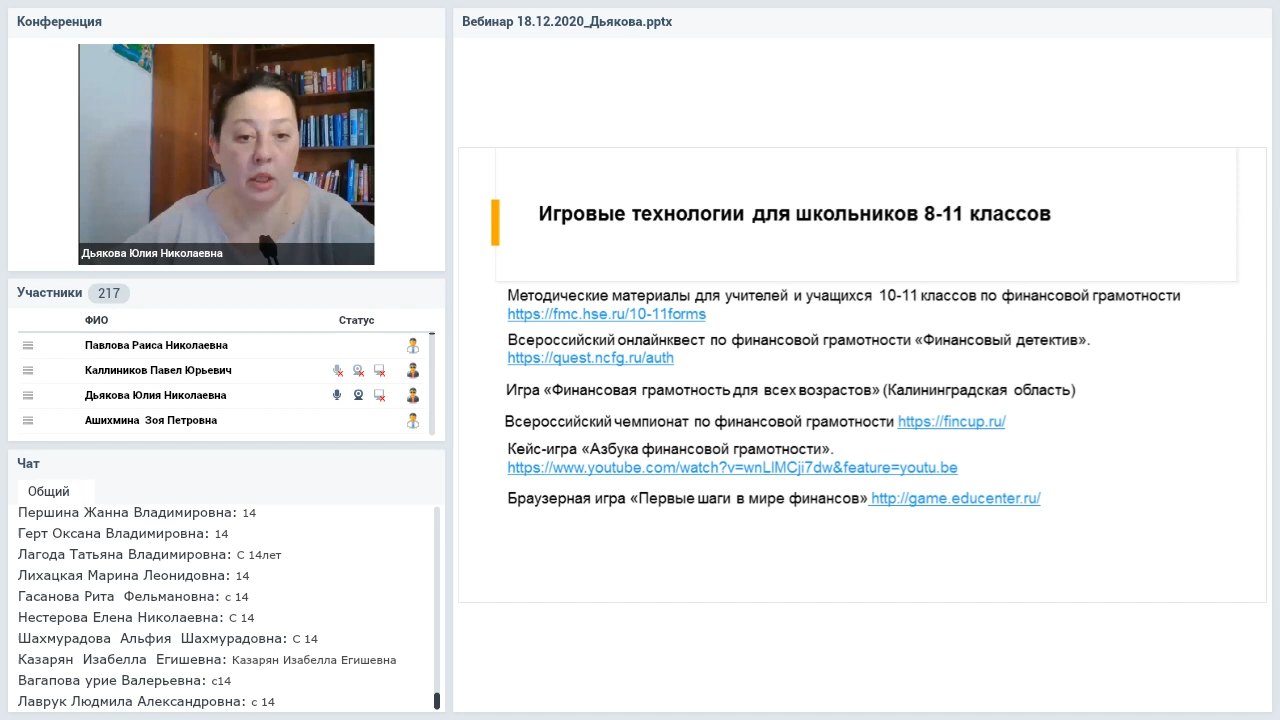 Конференция
Дьякова Юлия Николаевна
Участники 217
ФИО Статус
Павлова Раиса Николаевна
Каллиников Павел Юрьевич
Дьякова Юлия Николаевна
Ашихмина Зоя Петровна
Чат
Общий
Першина Жанна Владимировна: 14
Герт Оксана Владимировна: 14
Лагода Татьяна Владимировна: С 14лет
Лихацкая Марина Леонидовна: 14
Гасанова Рита Фельмановна: с 14
Нестерова Елена Николаевна: С 14
Шахмурадова Альфия Шахмурадовна: С 14
Казарян Изабелла Егишевна: Казарян Изабелла Егишевна
Вагапова урие Валерьевна: с14
Лаврук Людмила Александровна: с 14
Вебинар 18.12.2020_Дьякова.pptx
Игровые технологии для школьников 8-11 классов
Методические материалы для учителей и учащихся 10-11 классов по финансовой грамотности
https://fmc.hse.ru/10-11forms
Всероссийский онлайнквест по финансовой грамотности «Финансовый детектив».
https://quest.ncfg.ru/auth
Игра «Финансовая грамотность для всех возрастов» (Калининградская область)
Всероссийский чемпионат по финансовой грамотности https://fincup.ru/
Кейс-игра «Азбука финансовой грамотности».
https://www.youtube.com/watch?v=wnLlMCji7dw&feature=youtu.be
Браузерная игра «Первые шаги в мире финансов» http://game.educenter.ru/